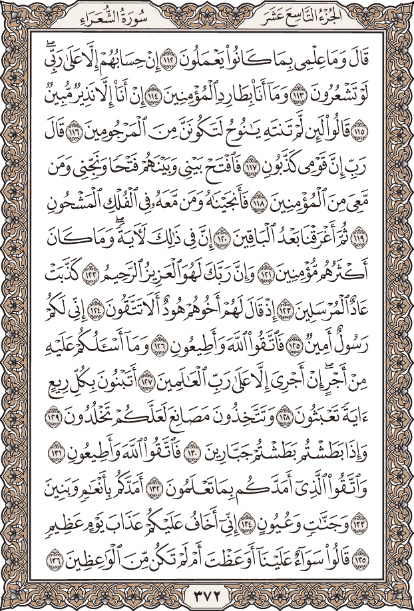 الجزء التاسع عشر
سورة الشعراء
قَالَ وَمَا عِلْمِى بِمَا كَانُوا۟ يَعْمَلُونَ ١١٢ إِنْ حِسَابُهُمْ إِلَّا عَلَىٰ رَبِّى ۖ
لَوْ تَشْعُرُونَ ١١٣ وَمَآ أَنَا۠ بِطَارِدِ ٱلْمُؤْمِنِينَ ١١٤ إِنْ أَنَا۠ إِلَّا نَذِيرٌ مُّبِينٌ
١١٥ قَالُوا۟ لَئِن لَّمْ تَنتَهِ يَـٰنُوحُ لَتَكُونَنَّ مِنَ ٱلْمَرْجُومِينَ ١١٦ قَالَ
رَبِّ إِنَّ قَوْمِى كَذَّبُونِ ١١٧ فَٱفْتَحْ بَيْنِى وَبَيْنَهُمْ فَتْحًا وَنَجِّنِى وَمَن
مَّعِىَ مِنَ ٱلْمُؤْمِنِينَ ١١٨ فَأَنجَيْنَـٰهُ وَمَن مَّعَهُۥ فِى ٱلْفُلْكِ ٱلْمَشْحُونِ
١١٩ ثُمَّ أَغْرَقْنَا بَعْدُ ٱلْبَاقِينَ ١٢٠ إِنَّ فِى ذَٰلِكَ لَـَٔايَةً ۖ وَمَا كَانَ
أَكْثَرُهُم مُّؤْمِنِينَ ١٢١ وَإِنَّ رَبَّكَ لَهُوَ ٱلْعَزِيزُ ٱلرَّحِيمُ ١٢٢ كَذَّبَتْ
عَادٌ ٱلْمُرْسَلِينَ ١٢٣ إِذْ قَالَ لَهُمْ أَخُوهُمْ هُودٌ أَلَا تَتَّقُونَ ١٢٤ إِنِّى لَكُمْ
رَسُولٌ أَمِينٌ ١٢٥ فَٱتَّقُوا۟ ٱللَّهَ وَأَطِيعُونِ ١٢٦ وَمَآ أَسْـَٔلُكُمْ عَلَيْهِ
مِنْ أَجْرٍ ۖ إِنْ أَجْرِىَ إِلَّا عَلَىٰ رَبِّ ٱلْعَـٰلَمِينَ ١٢٧ أَتَبْنُونَ بِكُلِّ رِيعٍ
ءَايَةً تَعْبَثُونَ ١٢٨ وَتَتَّخِذُونَ مَصَانِعَ لَعَلَّكُمْ تَخْلُدُونَ ١٢٩
وَإِذَا بَطَشْتُم بَطَشْتُمْ جَبَّارِينَ ١٣٠ فَٱتَّقُوا۟ ٱللَّهَ وَأَطِيعُونِ ١٣١
وَٱتَّقُوا۟ ٱلَّذِىٓ أَمَدَّكُم بِمَا تَعْلَمُونَ ١٣٢ أَمَدَّكُم بِأَنْعَـٰمٍ وَبَنِينَ
١٣٣ وَجَنَّـٰتٍ وَعُيُونٍ ١٣٤ إِنِّىٓ أَخَافُ عَلَيْكُمْ عَذَابَ يَوْمٍ عَظِيمٍ
١٣٥ قَالُوا۟ سَوَآءٌ عَلَيْنَآ أَوَعَظْتَ أَمْ لَمْ تَكُن مِّنَ ٱلْوَٰعِظِينَ ١٣٦
٣٧٢